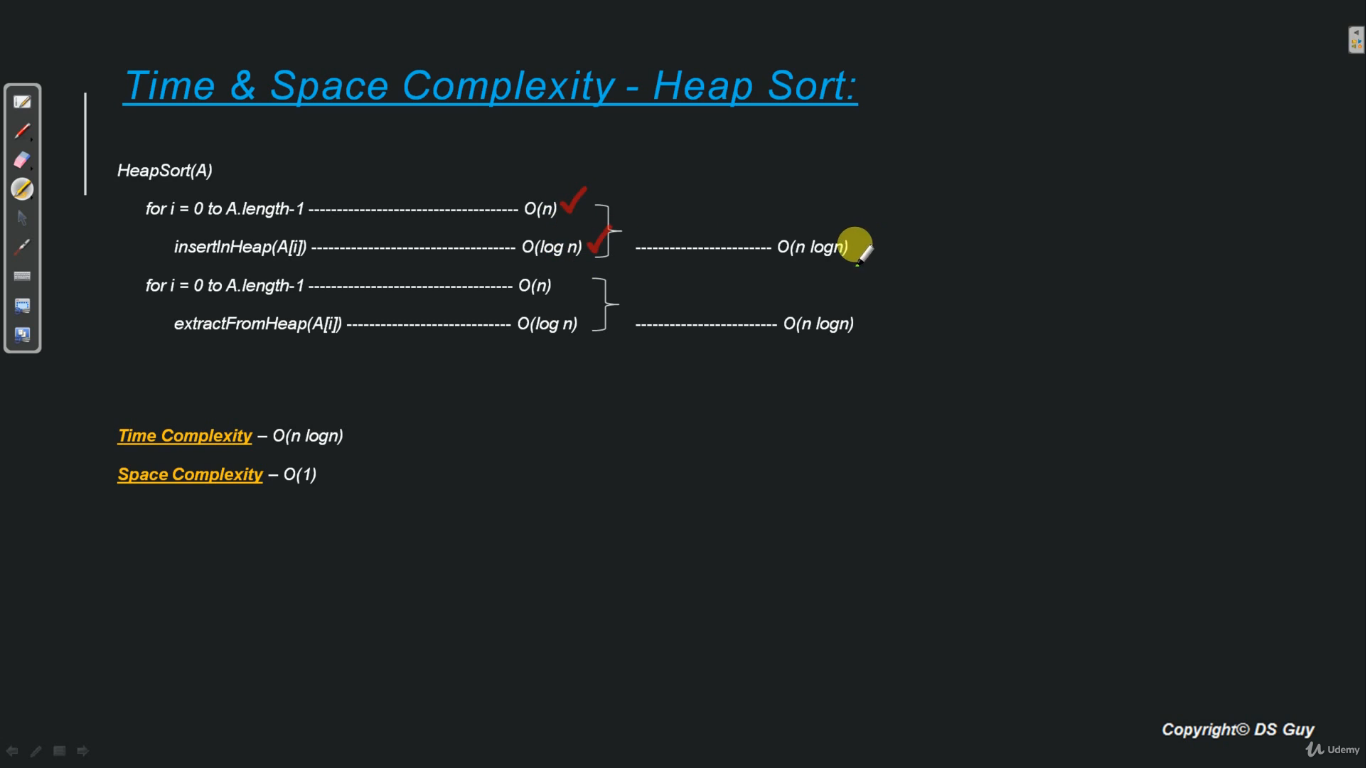 Time & Space Complexity - Heap Sort:
HeapSort(A)
for i = 0 to A.length-1 ------------------------------------- O(n)
insertInHeap(A[i]) ------------------------------------ O(log n) ------------------------ O(n logn)
for i = 0 to A.length-1 ------------------------------------ O(n)
extractFromHeap(A[i]) ----------------------------- O(log n) ------------------------- O(n logn)
Time Complexity – O(n logn)
Space Complexity – O(1)
Copyright© DS Guy
Udemy